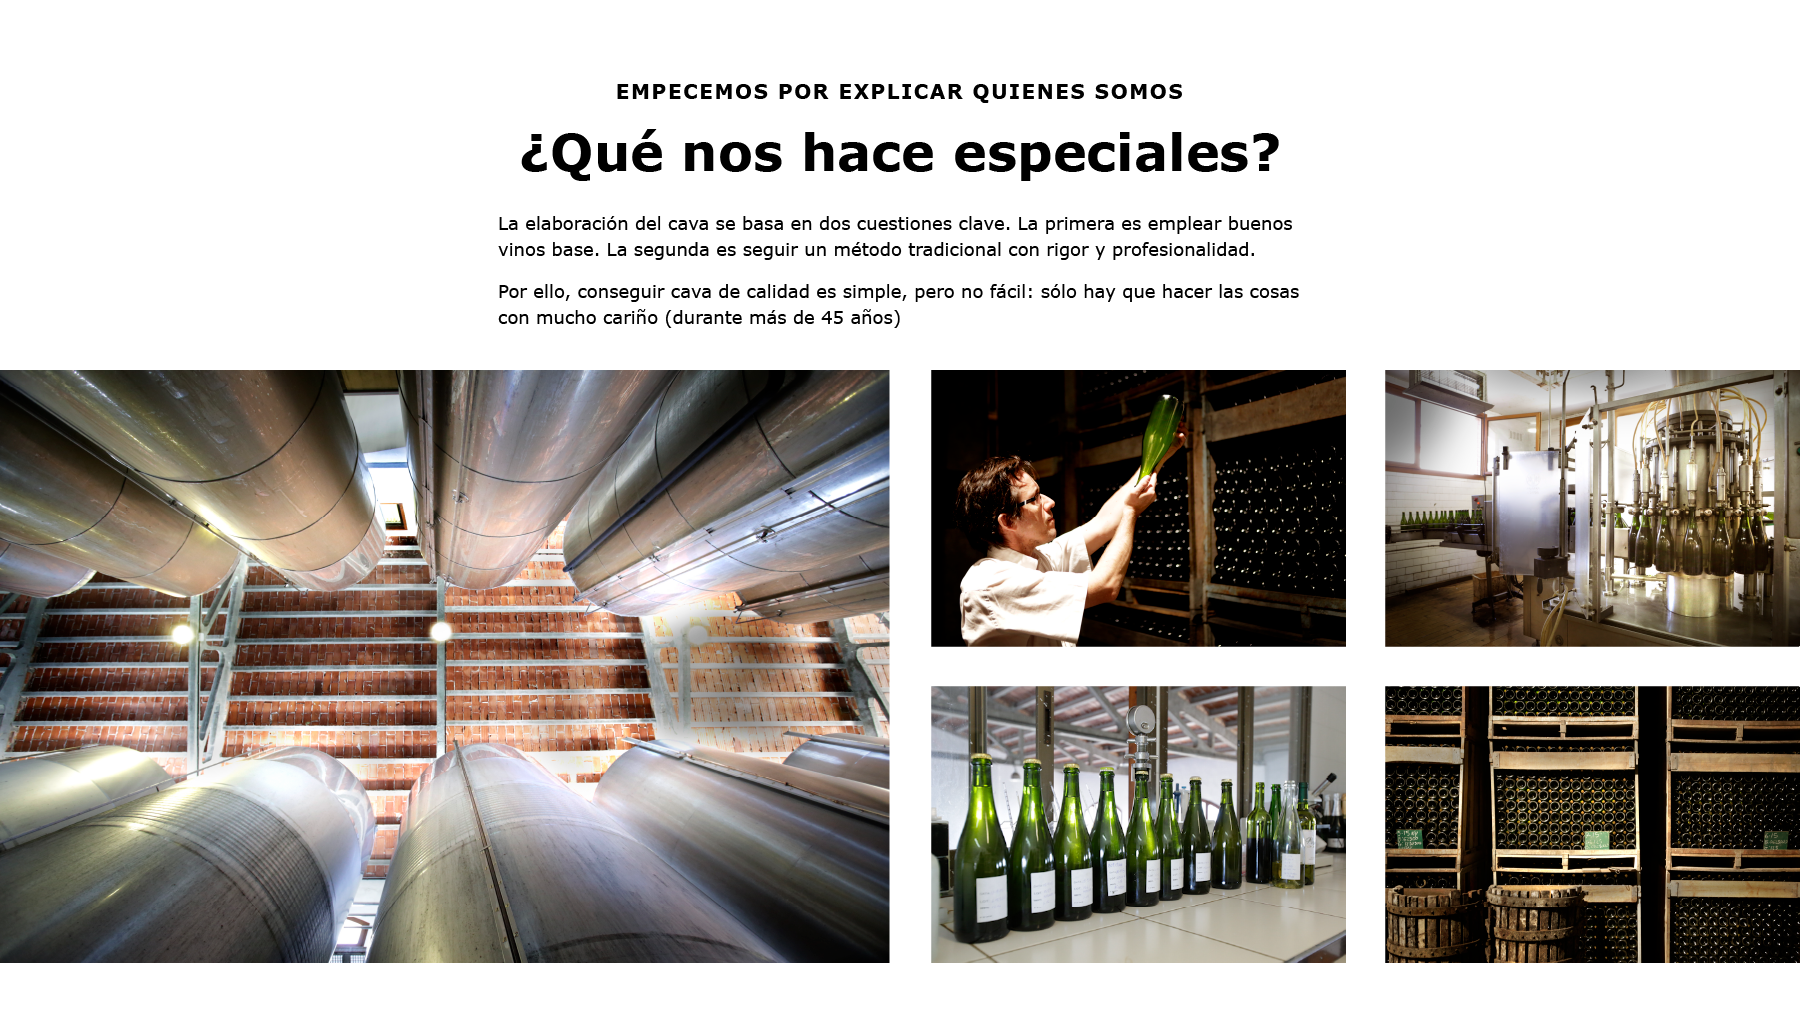 EMPECEMOS POR EXPLICAR QUIENES SOMOS
¿Qué nos hace especiales?
La elaboración del cava se basa en dos cuestiones clave. La primera es emplear buenos
vinos base. La segunda es seguir un método tradicional con rigor y profesionalidad.
Por ello, conseguir cava de calidad es simple, pero no fácil: sólo hay que hacer las cosas
con mucho cariño (durante más de 45 años)